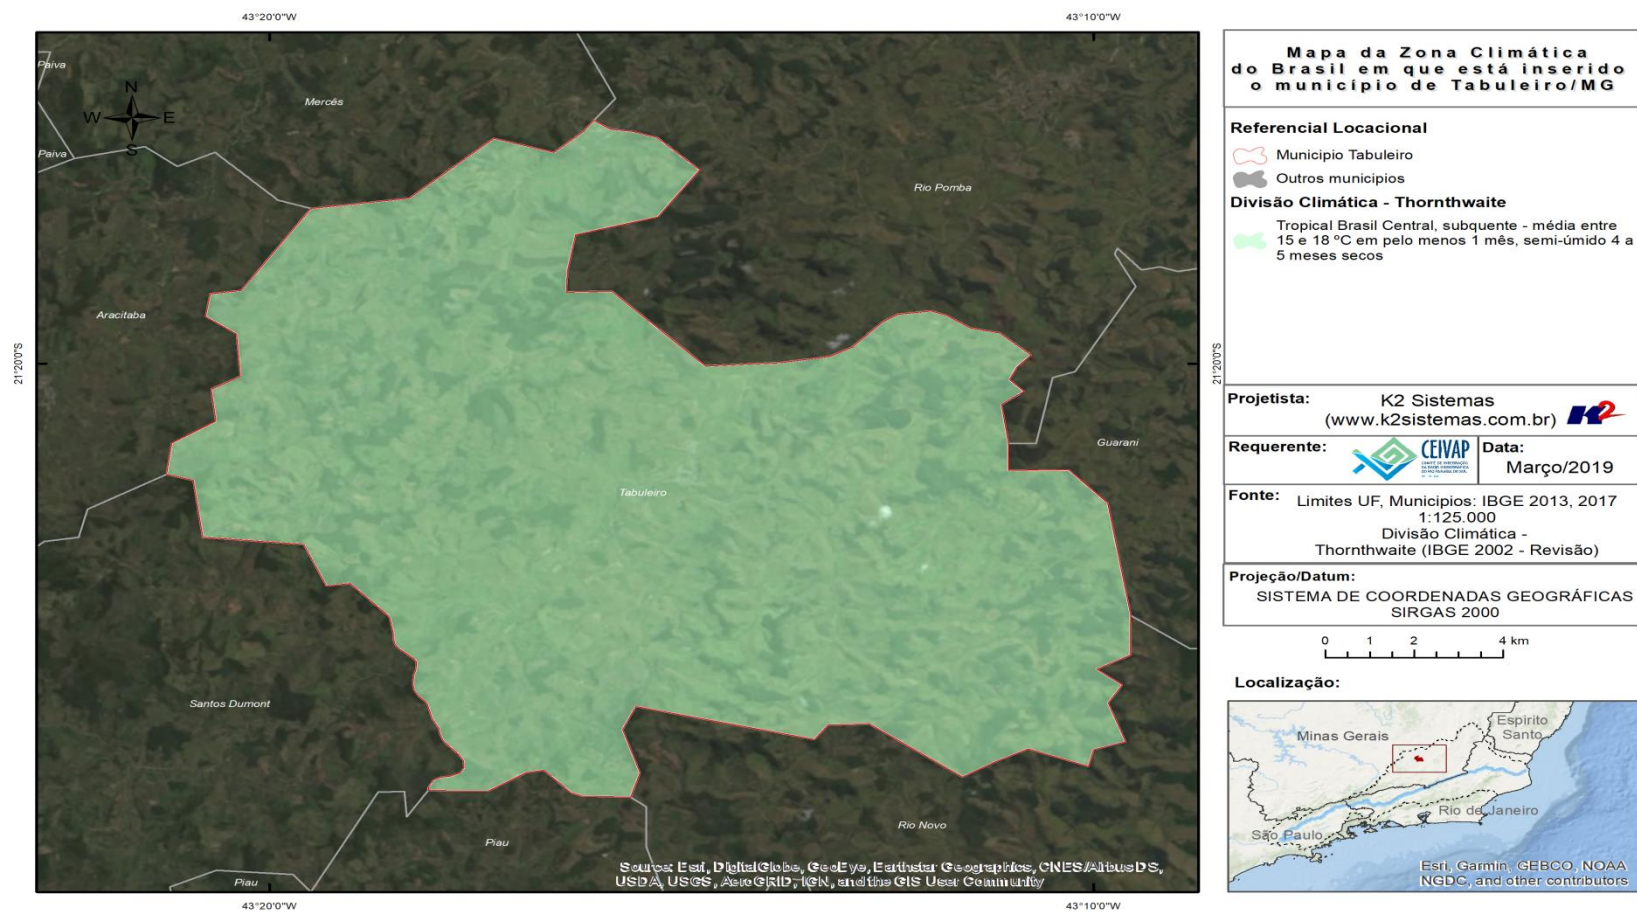 43°20'0"W
43°10'0"W
Paiva
Mercês
N
W E
S
Paiva
Rio Pomba
Aracitaba
21°20'0"S
21°20'0"S
Guarani
Tabuleiro
Santos Dumont
Rio Novo
Piau
Piau
Source: Esri, DigitalGlobe, GeoEye, Earthstar Geographics, CNES/Airbus DS,
USDA, USGS, AeroGRID, IGN, and the GIS User Community
43°20'0"W
43°10'0"W
Mapa da Zona Climática
do Brasil em que está inserido
o município de Tabuleiro/MG
Referencial Locacional
Municipio Tabuleiro
Outros municipios
Divisão Climática - Thornthwaite
Tropical Brasil Central, subquente - média entre
15 e 18 ºC em pelo menos 1 mês, semi-úmido 4 a
5 meses secos
Projetista:
K2 Sistemas
(www.k2sistemas.com.br)
K2
Requerente:
CEIVAP
Data:
Março/2019
Fonte:
Limites UF, Municipios: IBGE 2013, 2017
1:125.000
Divisão Climática -
Thornthwaite (IBGE 2002 - Revisão)
Projeção/Datum:
SISTEMA DE COORDENADAS GEOGRÁFICAS
SIRGAS 2000
0 1 2 4 km
Localização:
Minas Gerais
Espirito
Santo
Rio de Janeiro
São Paulo
Esri, Garmin, GEBCO, NOAA
NGDC, and other contributors